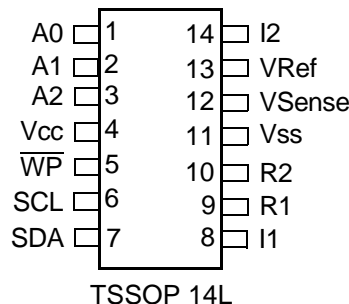 A0 1 14 I2
A1 2 13 VRef
A2 3 12 VSense
Vcc 4 11 Vss
WP 5 10 R2
SCL 6 9 R1
SDA 7 8 I1
TSSOP 14L